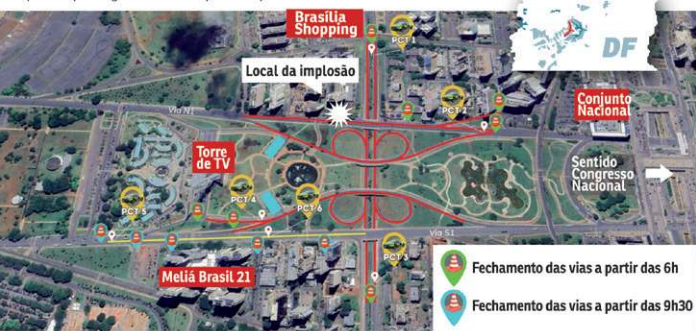 Brasília
Shopping
PCT 1
DF
Local da implosão
PCT 2
Conjunto
Nacional
Via N1
Torre
de TV
Sentido
Congresso
Nacional
PCT 4
PCT 5
PCT 6
Via S1
PCT 3
Meliá Brasil 21
Fechamento das vias a partir das 6h
Fechamento das vias a partir das 9h30